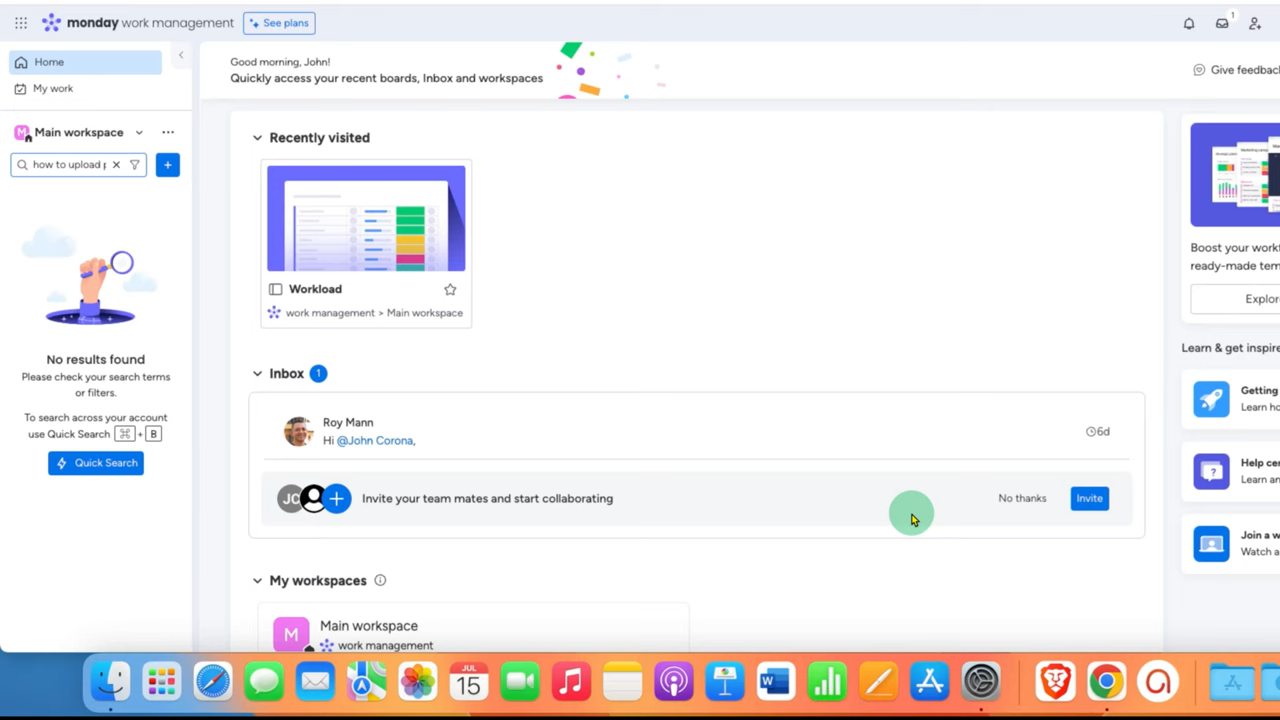 monday work management
See plans
1
Home
My work
M
Main workspace
how to upload p
No results found
Please check your search terms
or filters.
To search across your account
use Quick Search ⌘ + B
Quick Search
Good morning, John!
Quickly access your recent boards, Inbox and workspaces
Give feedback
Recently visited
Workload
work management > Main workspace
Inbox 1
Roy Mann
Hi @John Corona,
6d
JC
Invite your team mates and start collaborating
No thanks
Invite
My workspaces
M
Main workspace
work management
Boost your workf
ready-made tem
Explor
Learn & get inspire
Getting
Learn ho
Help cen
Learn an
Join a w
Watch a
JUL
15